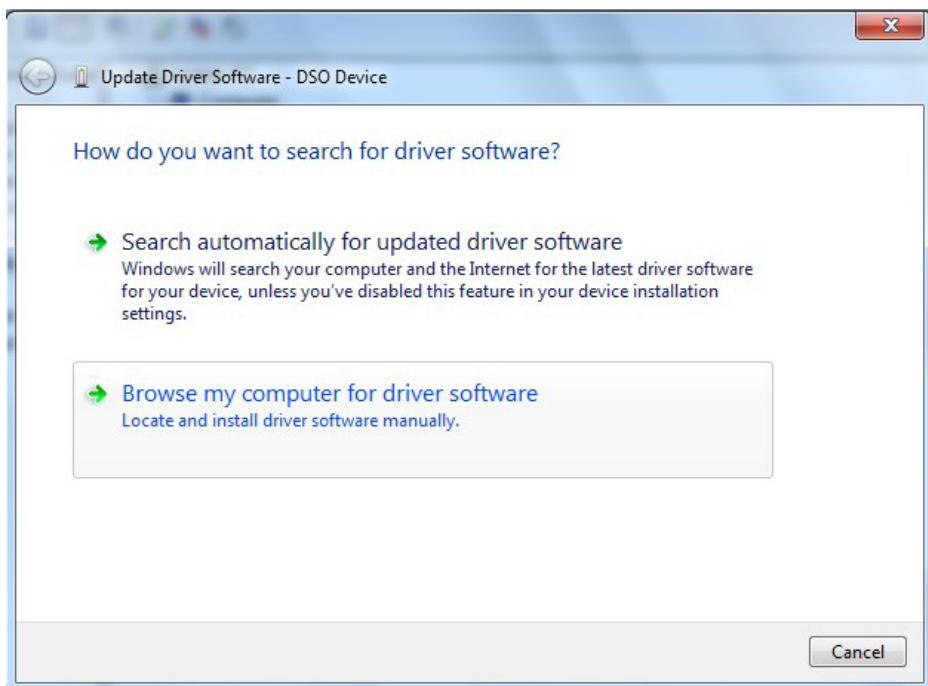 Update Driver Software - DSO Device
How do you want to search for driver software?
Search automatically for updated driver software
Windows will search your computer and the Internet for the latest driver software
for your device, unless you've disabled this feature in your device installation
settings.
Browse my computer for driver software
Locate and install driver software manually.
Cancel